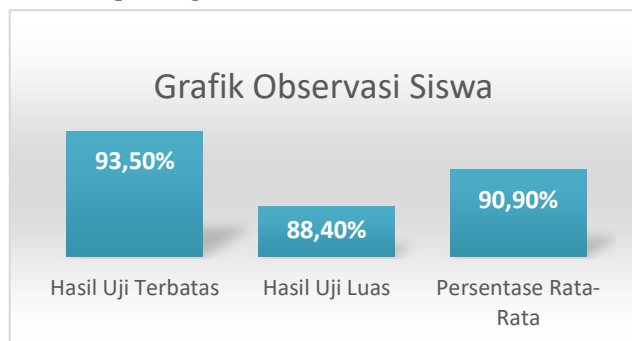 Grafik Observasi Siswa
93,50%
88,40%
90,90%
Hasil Uji Terbatas
Hasil Uji Luas
Persentase Rata-
Rata